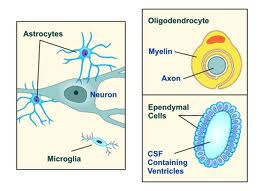 Astrocytes
Neuron
Microglia
Oligodendrocyte
Myelin
Axon
Ependymal
Cells
CSF
Containing
Ventricles